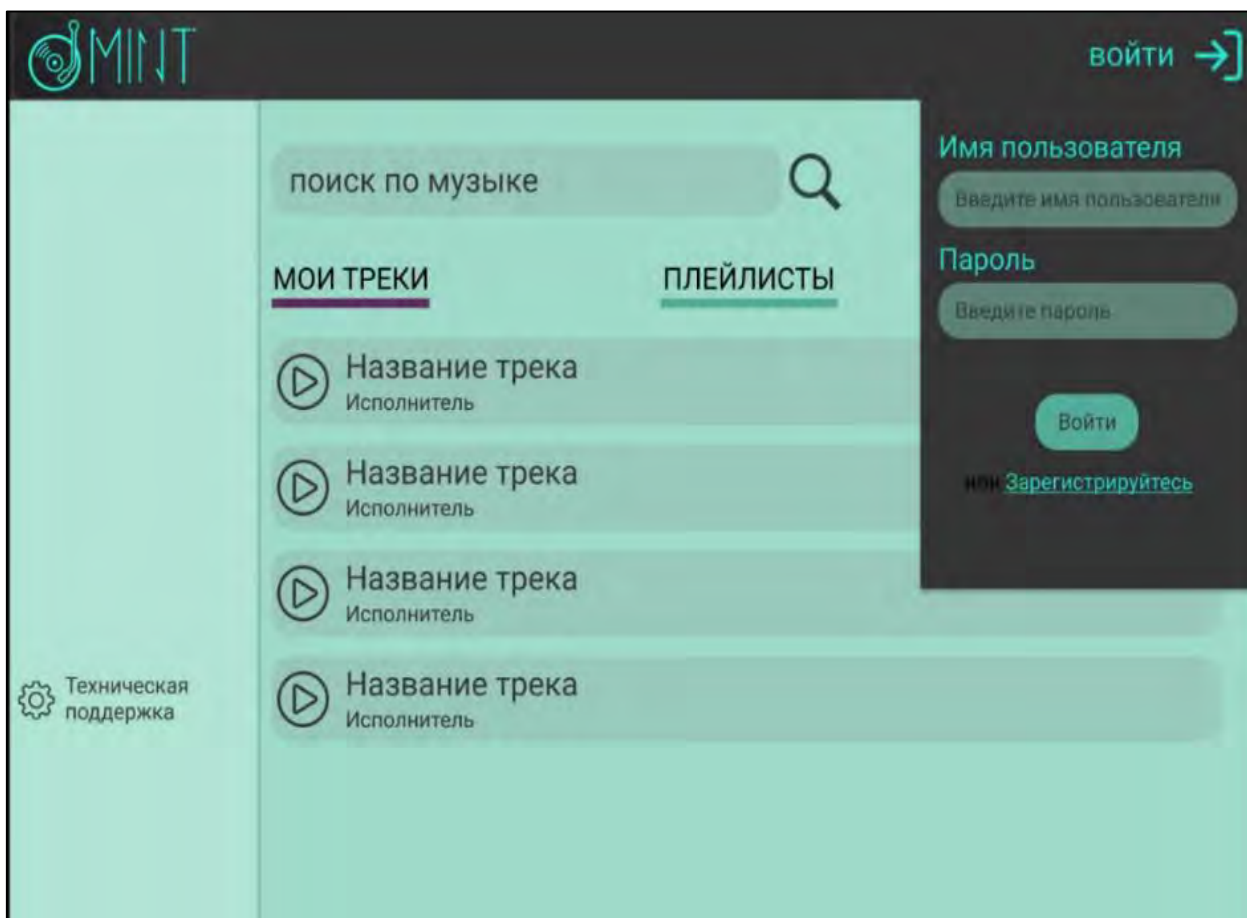 MINT
войти
Имя пользователя
Введите имя пользователя
Пароль
Введите пароль
Войти
или Зарегистрируйтесь
поиск по музыке
МОИ ТРЕКИ
ПЛЕЙЛИСТЫ
Название трека
Исполнитель
Название трека
Исполнитель
Название трека
Исполнитель
Название трека
Исполнитель
Техническая
поддержка